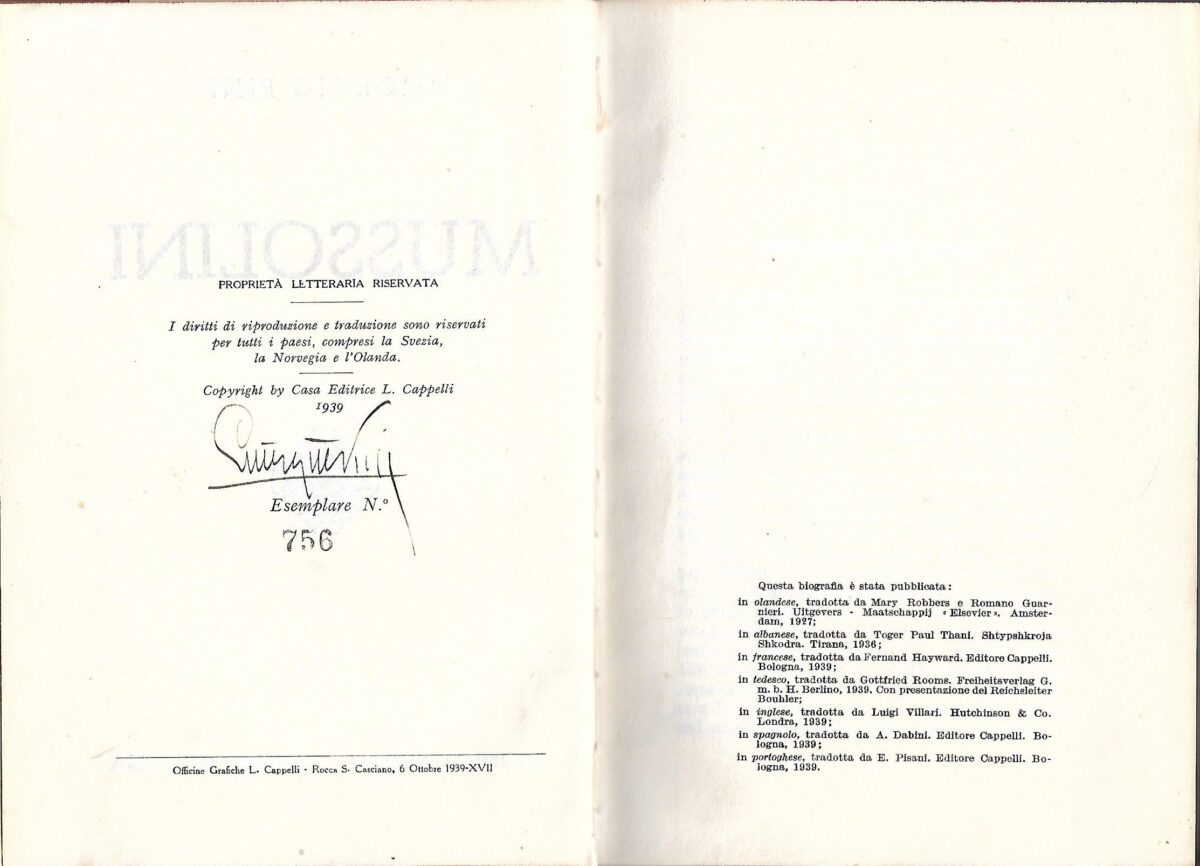 GIORGIO PINI
MUSSOLINI
PROPRIETÀ LETTERARIA RISERVATA
I diritti di riproduzione e traduzione sono riservati
per tutti i paesi, compresi la Svezia,
la Norvegia e l'Olanda.
Copyright by Casa Editrice L. Cappelli
1939
Esemplare N.°
756
Officine Grafiche L. Cappelli - Rocca S. Casciano, 6 Ottobre 1939-XVII
Questa biografia è stata pubblicata:
in olandese, tradotta da Mary Robbers e Romano Guar-
nieri. Uitgevers - Maatschappij « Elsevier ». Amster-
dam, 1927;
in albanese, tradotta da Toger Paul Thani. Shtypshkroja
Shkodra. Tirana, 1936;
in francese, tradotta da Fernand Hayward. Editore Cappelli.
Bologna, 1939;
in tedesco, tradotta da Gottfried Rooms. Freiheitsverlag G.
m. b. H. Berlino, 1939. Con presentazione del Reichsleiter
Bouhler;
in inglese, tradotta da Luigi Villari. Hutchinson & Co.
Londra, 1939;
in spagnolo, tradotta da A. Dabini. Editore Cappelli. Bo-
logna, 1939;
in portoghese, tradotta da E. Pisani. Editore Cappelli. Bo-
logna, 1939.